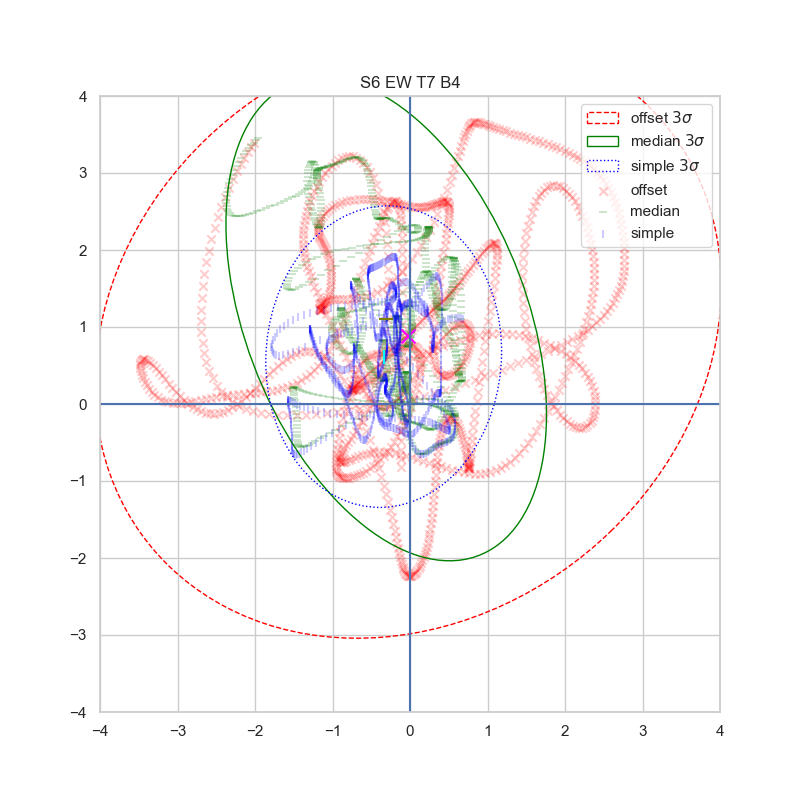 S6 EW T7 B4
offset 3σ
median 3σ
simple 3σ
offset
median
simple
4
3
2
1
0
−1
−2
−3
−4
−4 −3 −2 −1 0 1 2 3 4